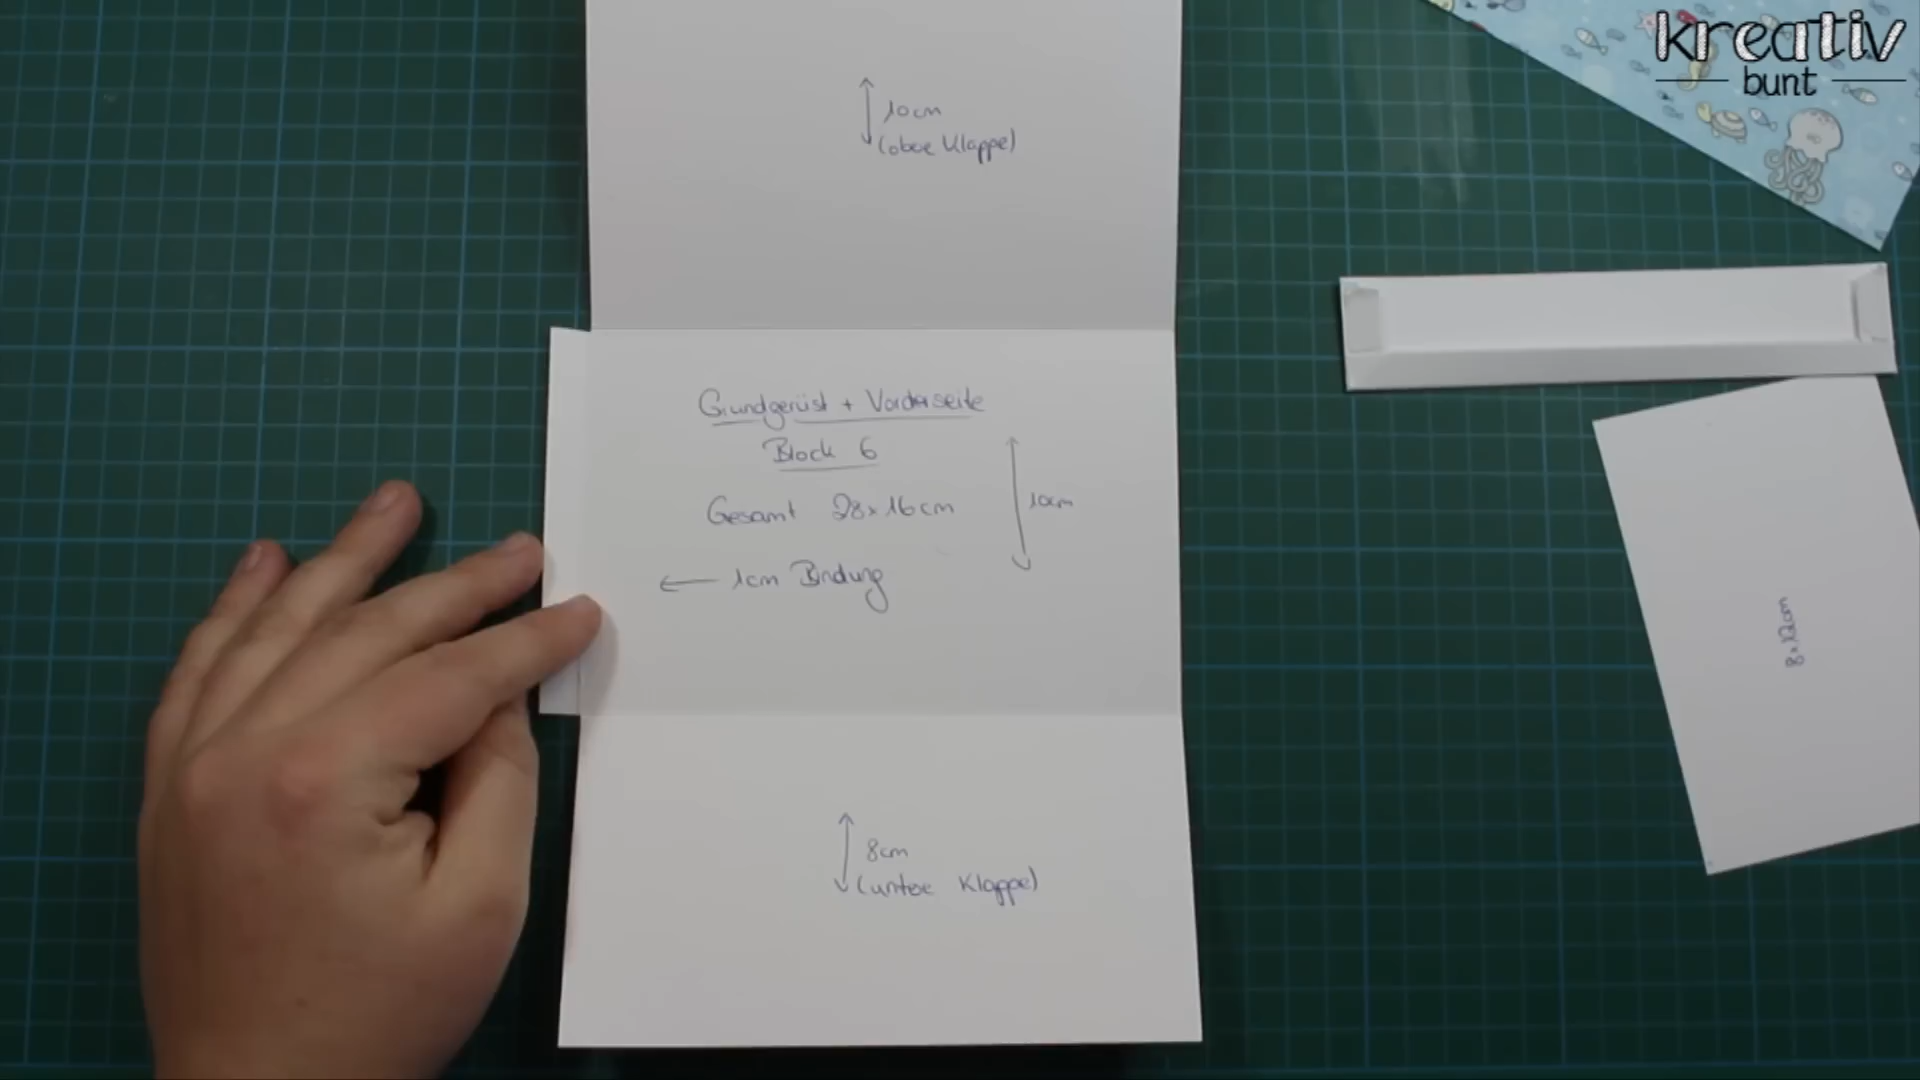 kreativ
bunt
10cm
(obere Klappe)
Grundgerüst + Vorderseite
Block 6
Gesamt 28x16cm
10cm
← 1cm Bindung
8x12cm
8cm
(untere Klappe)